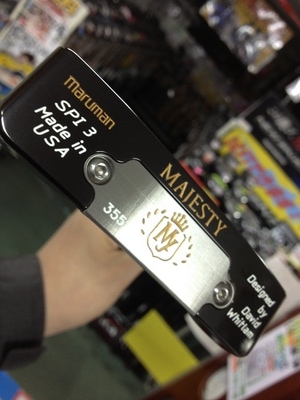 maruman
SPI 3
Made in
USA
355
MAJESTY
Designed
by
David
Whitlam